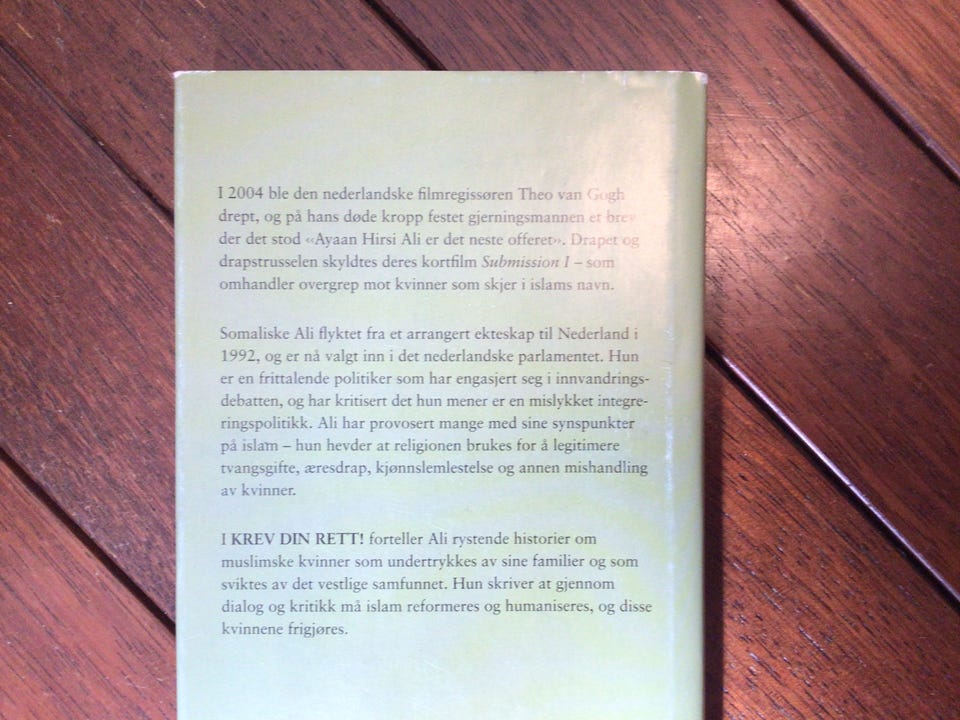 I 2004 ble den nederlandske filmregissøren Theo van Gogh
drept, og på hans døde kropp festet gjerningsmannen et brev
der det stod «Ayaan Hirsi Ali er det neste offeret». Drapet og
drapstrusselen skyldtes deres kortfilm Submission I – som
omhandler overgrep mot kvinner som skjer i islams navn.
Somaliske Ali flyktet fra et arrangert ekteskap til Nederland i
1992, og er nå valgt inn i det nederlandske parlamentet. Hun
er en frittalende politiker som har engasjert seg i innvandrings-
debatten, og har kritisert det hun mener er en mislykket integre-
ringspolitikk. Ali har provosert mange med sine synspunkter
på islam – hun hevder at religionen brukes for å legitimere
tvangsgifte, æresdrap, kjønnslemlestelse og annen mishandling
av kvinner.
I KREV DIN RETT! forteller Ali rystende historier om
muslimske kvinner som undertrykkes av sine familier og som
sviktes av det vestlige samfunnet. Hun skriver at gjennom
dialog og kritikk må islam reformeres og humaniseres, og disse
kvinnene frigjøres.